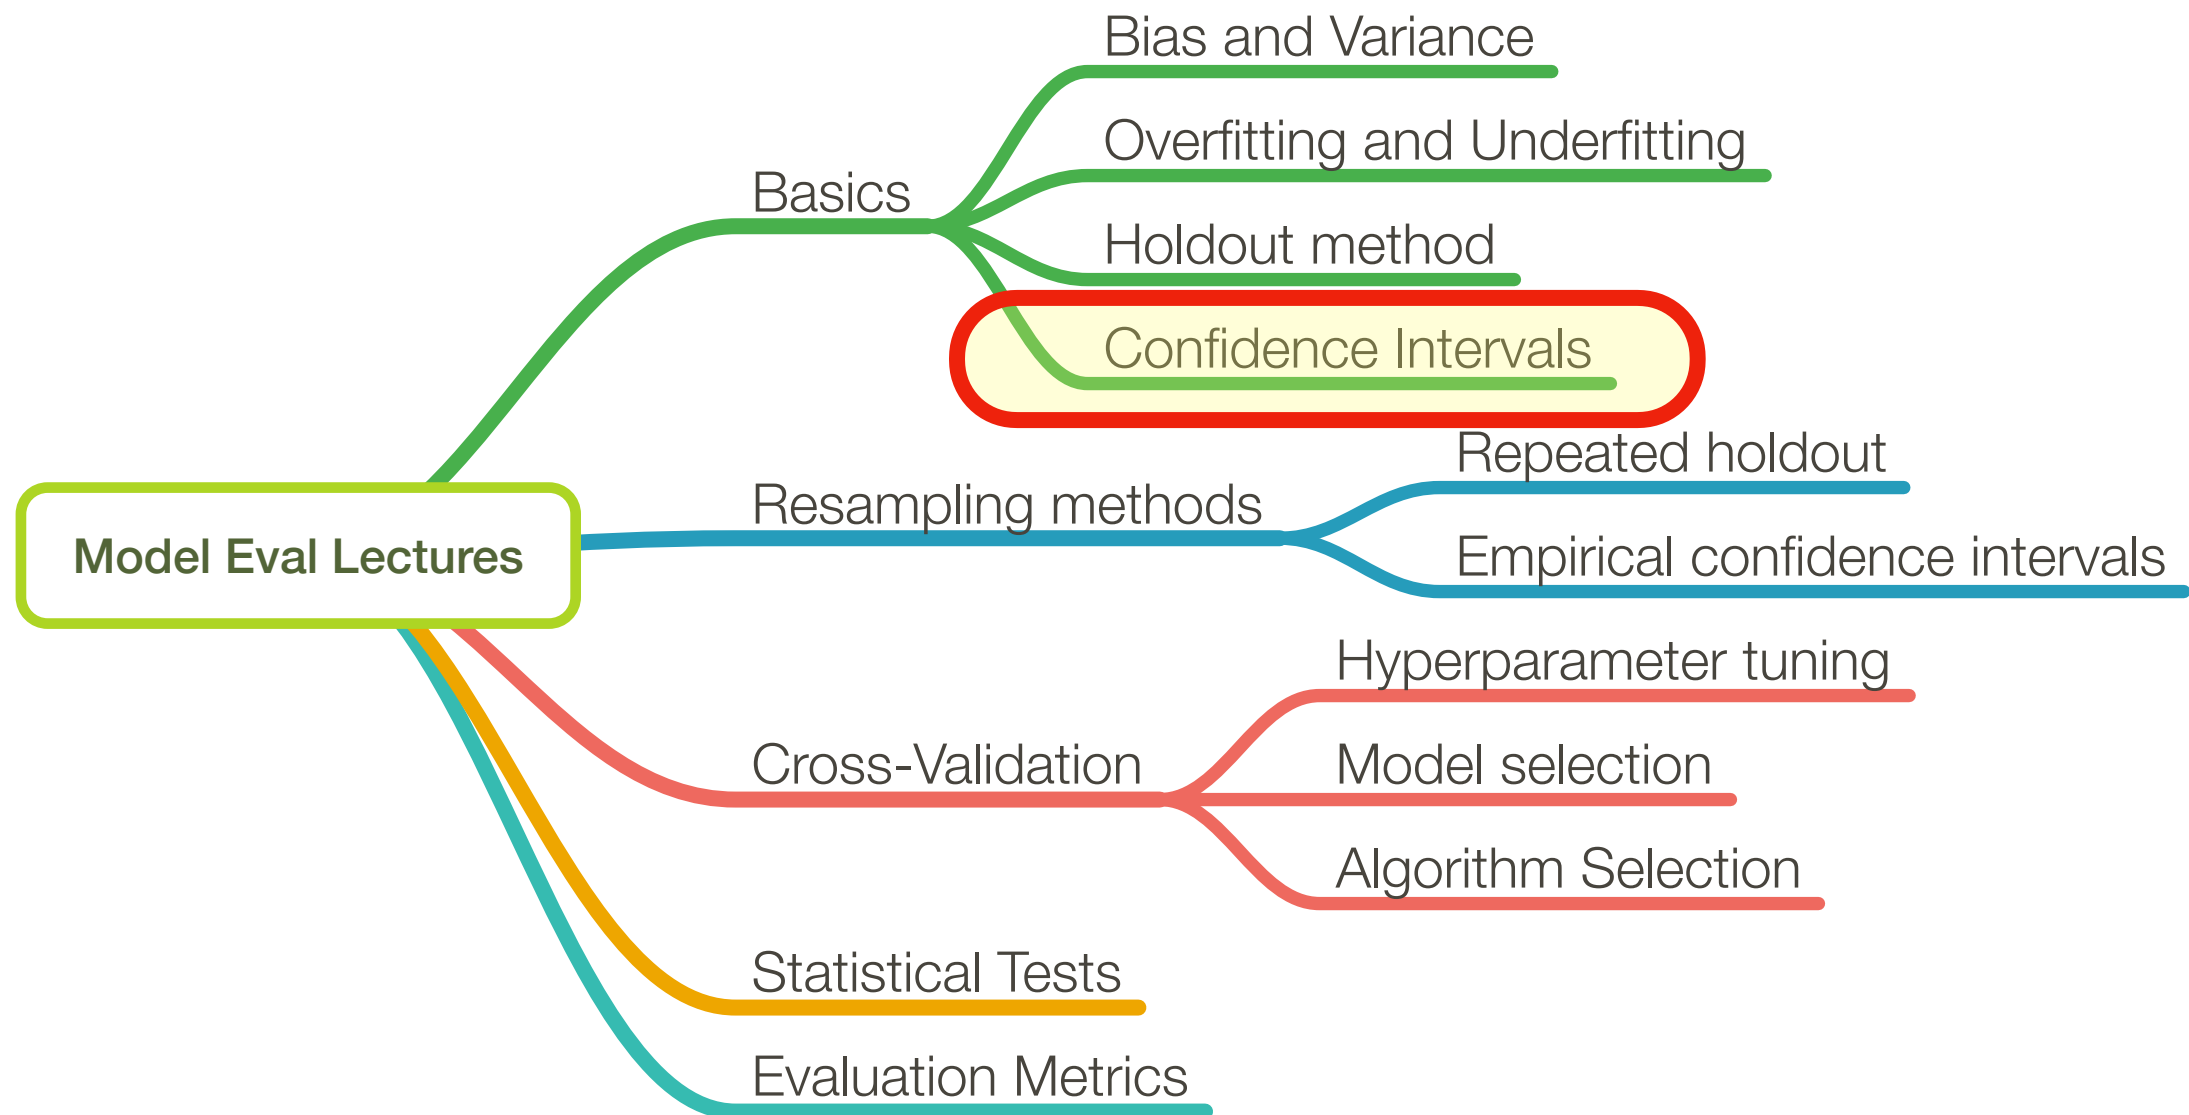 Model Eval Lectures
Basics
Bias and Variance
Overfitting and Underfitting
Holdout method
Confidence Intervals
Resampling methods
Repeated holdout
Empirical confidence intervals
Cross-Validation
Hyperparameter tuning
Model selection
Algorithm Selection
Statistical Tests
Evaluation Metrics